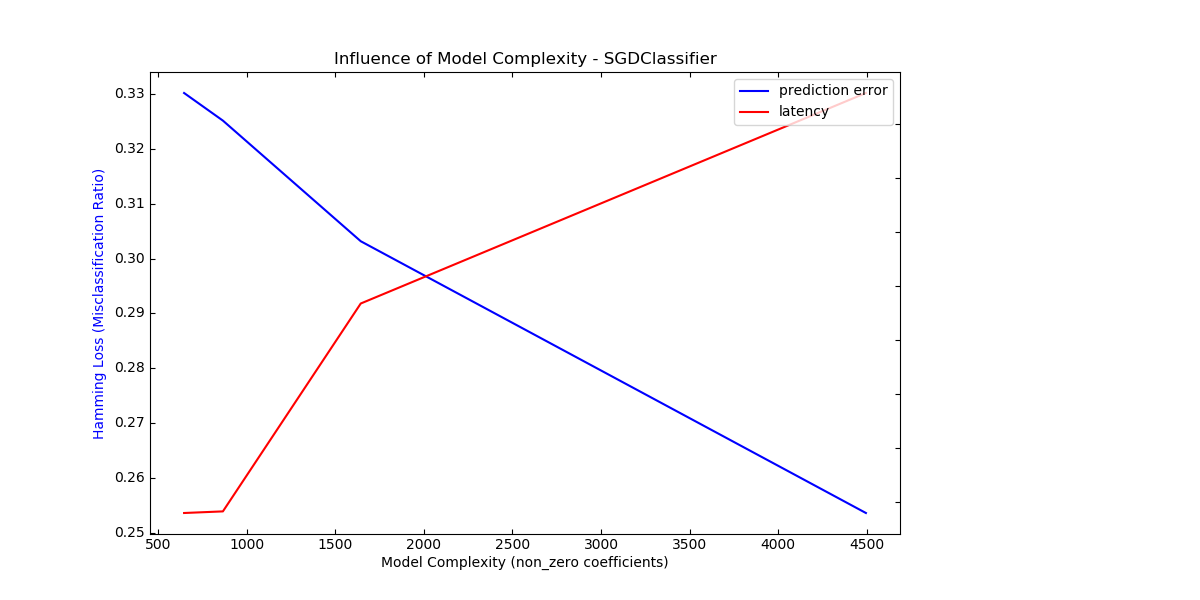 Influence of Model Complexity - SGDClassifier
prediction error
latency
0.33
0.32
0.31
0.30
0.29
0.28
0.27
0.26
0.25
Hamming Loss (Misclassification Ratio)
500 1000 1500 2000 2500 3000 3500 4000 4500
Model Complexity (non_zero coefficients)